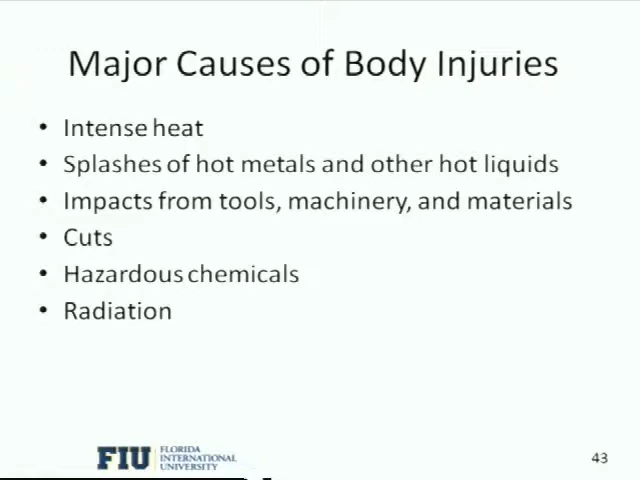 Major Causes of Body Injuries
• Intense heat
• Splashes of hot metals and other hot liquids
• Impacts from tools, machinery, and materials
• Cuts
• Hazardous chemicals
• Radiation
FIU
FLORIDA
INTERNATIONAL
UNIVERSITY
43